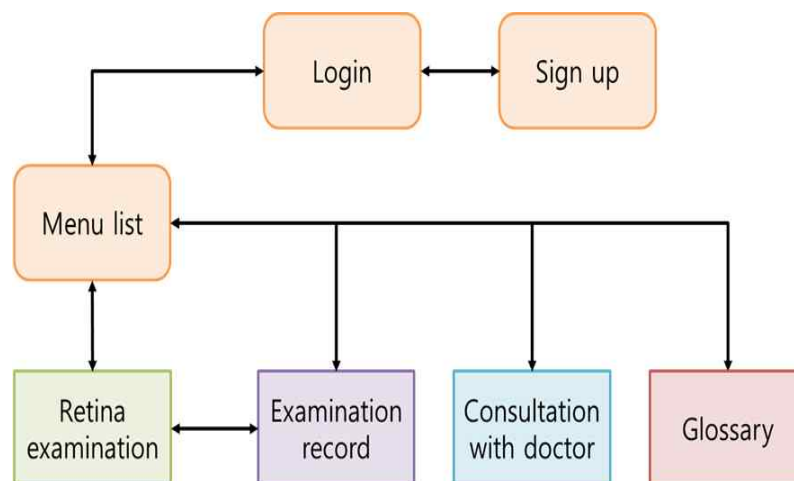 Login
Sign up
Menu list
Retina
examination
Examination
record
Consultation
with doctor
Glossary